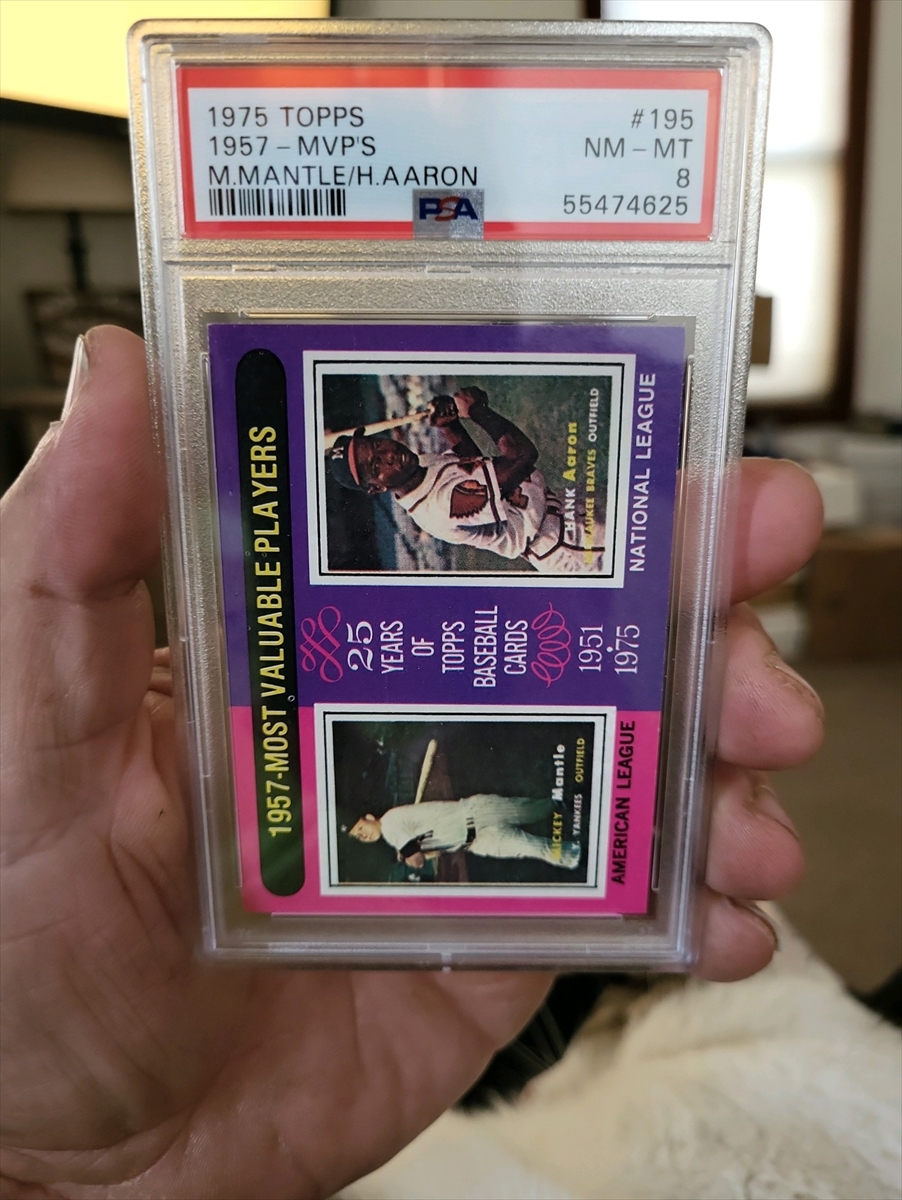 1975 TOPPS #195
1957 - MVP'S NM - MT
M.MANTLE/H.AARON 8
PSA 55474625
1957-MOST VALUABLE PLAYERS
MICKEY Mantle
YANKEES OUTFIELD
AMERICAN LEAGUE
25
YEARS
OF
TOPPS
BASEBALL
CARDS
1951
1975
M
HANK Aaron
MILWAUKEE BRAVES OUTFIELD
NATIONAL LEAGUE